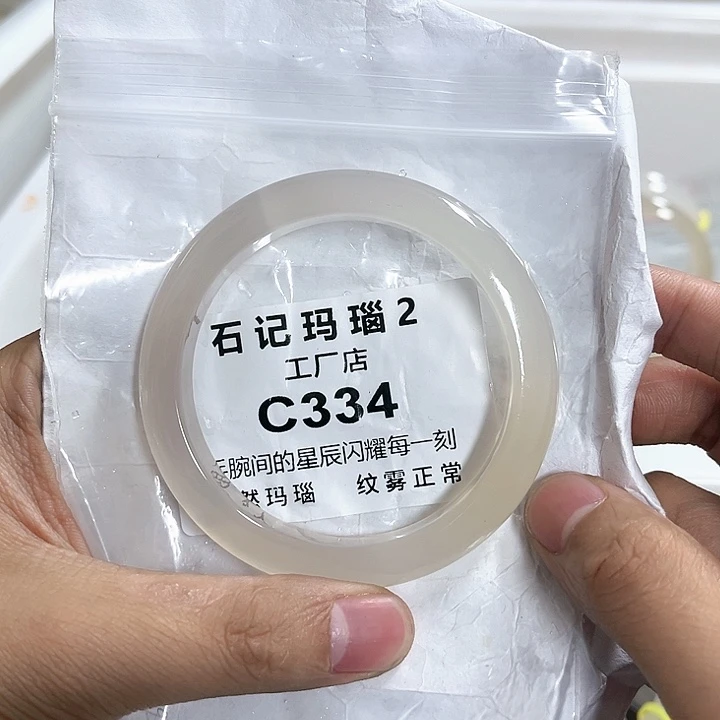 石记玛瑙2
工厂店
C334
腕间的星辰闪耀每一刻
然玛瑙 纹雾正常